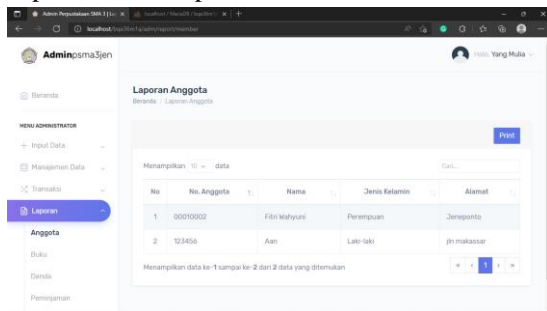 Admin Perpustakaan SMA 3 | La
localhost / MariaDB /
localhost
Adminpsma3jen
Halo, Yang Mulia
Beranda
Laporan Anggota
Beranda / Laporan Anggota
MENU ADMINISTRATOR
Print
Input Data
Manajemen Data
Menampilkan 10 data
Cari...
Transaksi
No No. Anggota Nama Jenis Kelamin Alamat
Laporan
1 00010002 Fitri Wahyuni Perempuan Jeneponto
Anggota
2 123456 Aan Laki-laki jln makassar
Buku
Menampilkan data ke-1 sampai ke-2 dari 2 data yang ditemukan
« ‹ 1 › »
Denda
Peminjaman